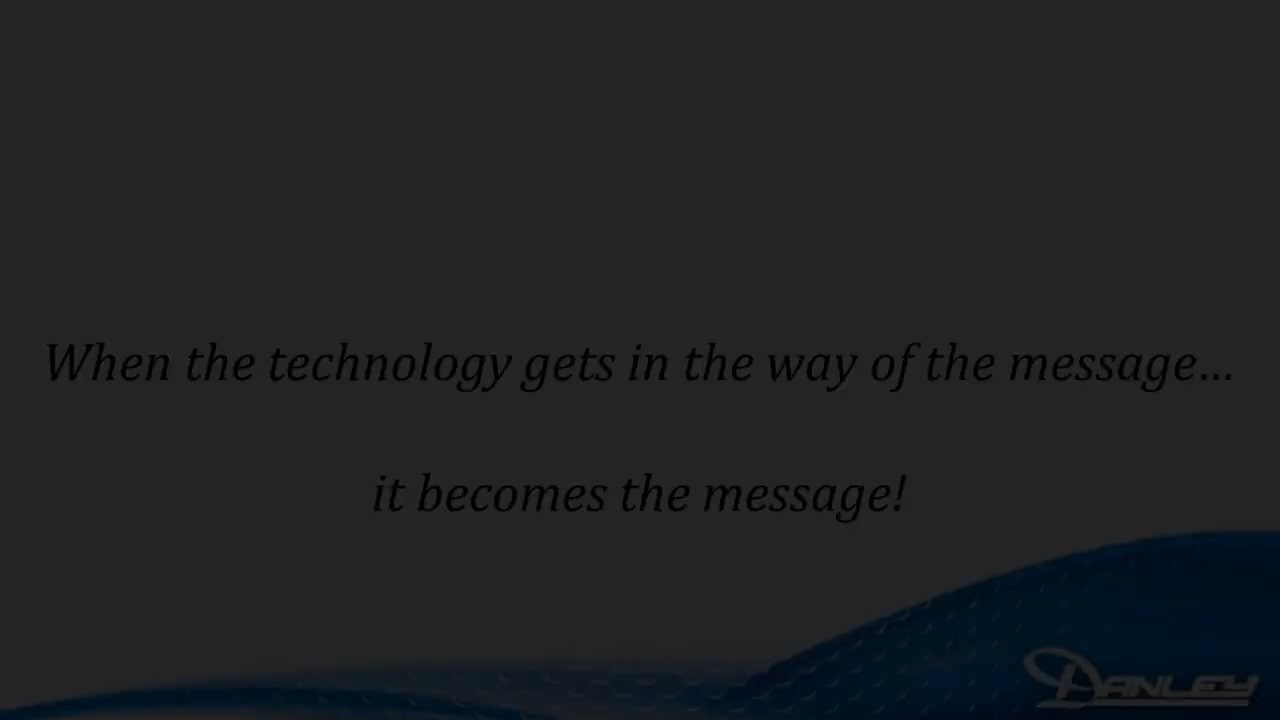 When the technology gets in the way of the message...
it becomes the message!
DANLEY